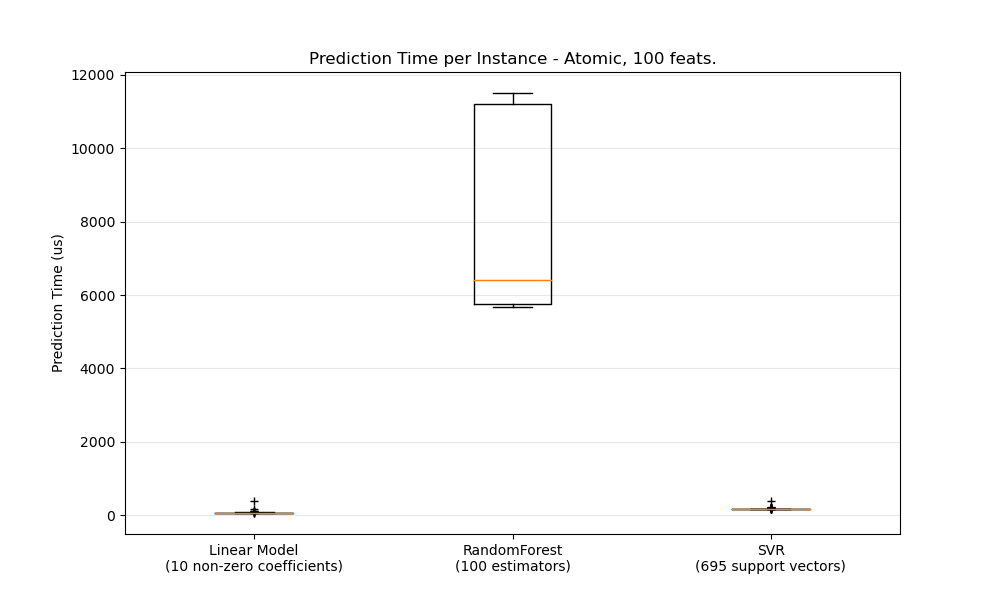 Prediction Time per Instance - Atomic, 100 feats.
Prediction Time (us)
12000
10000
8000
6000
4000
2000
0
Linear Model
(10 non-zero coefficients)
RandomForest
(100 estimators)
SVR
(695 support vectors)